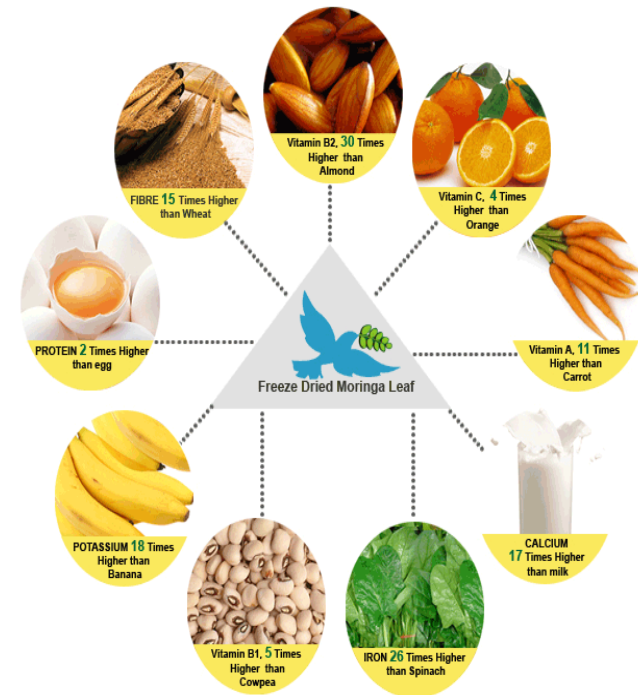 Vitamin B2, 30 Times
Higher than
Almond
FIBRE 15 Times Higher
than Wheat
Vitamin C, 4 Times
Higher than
Orange
PROTEIN 2 Times Higher
than egg
Vitamin A, 11 Times
Higher than
Carrot
Freeze Dried Moringa Leaf
POTASSIUM 18 Times
Higher than
Banana
CALCIUM
17 Times Higher
than milk
Vitamin B1, 5 Times
Higher than
Cowpea
IRON 26 Times Higher
than Spinach